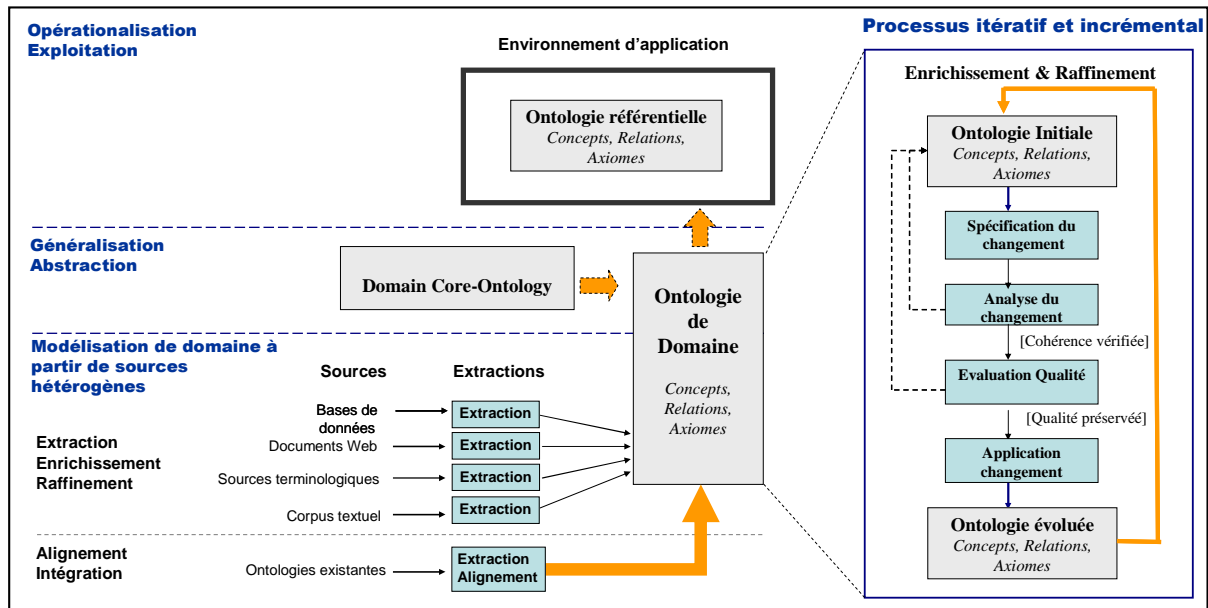 Opérationalisation
Exploitation
Environnement d'application
Ontologie référentielle
Concepts, Relations,
Axiomes
Généralisation
Abstraction
Domain Core-Ontology
Ontologie
de
Domaine
Concepts,
Relations,
Axiomes
Modélisation de domaine à
partir de sources
hétérogènes
Sources
Extractions
Bases de
données
Extraction
Documents Web
Extraction
Sources terminologiques
Extraction
Corpus textuel
Extraction
Extraction
Enrichissement
Raffinement
Alignement
Intégration
Ontologies existantes
Extraction
Alignement
Processus itératif et incrémental
Enrichissement & Raffinement
Ontologie Initiale
Concepts, Relations,
Axiomes
Spécification du
changement
Analyse du
changement
[Cohérence vérifiée]
Evaluation Qualité
[Qualité préservéé]
Application
changement
Ontologie évoluée
Concepts, Relations,
Axiomes